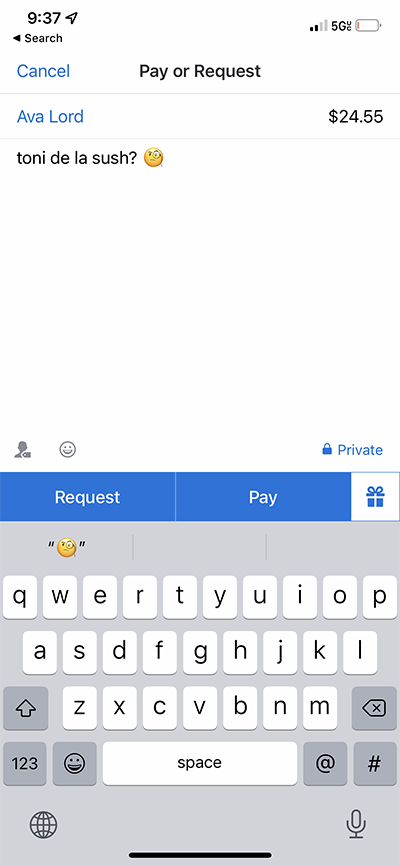 9:37
5G UC
◀ Search
Cancel Pay or Request
Ava Lord $24.55
toni de la sush? 🧐
Private
Request Pay
“🧐”
q w e r t y u i o p
a s d f g h j k l
z x c v b n m
123 space @ #